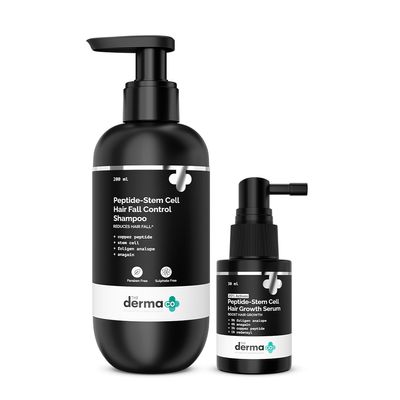 200 ml
Peptide-Stem Cell
Hair Fall Control
Shampoo
REDUCES HAIR FALL*
+ copper peptide
+ stem cell
+ foligen analupe
+ anagain
Paraben Free
Sulphate Free
THE
derma co
30 ml
Peptide-Stem Cell
Hair Growth Serum
BOOST HAIR GROWTH
THE
derma co